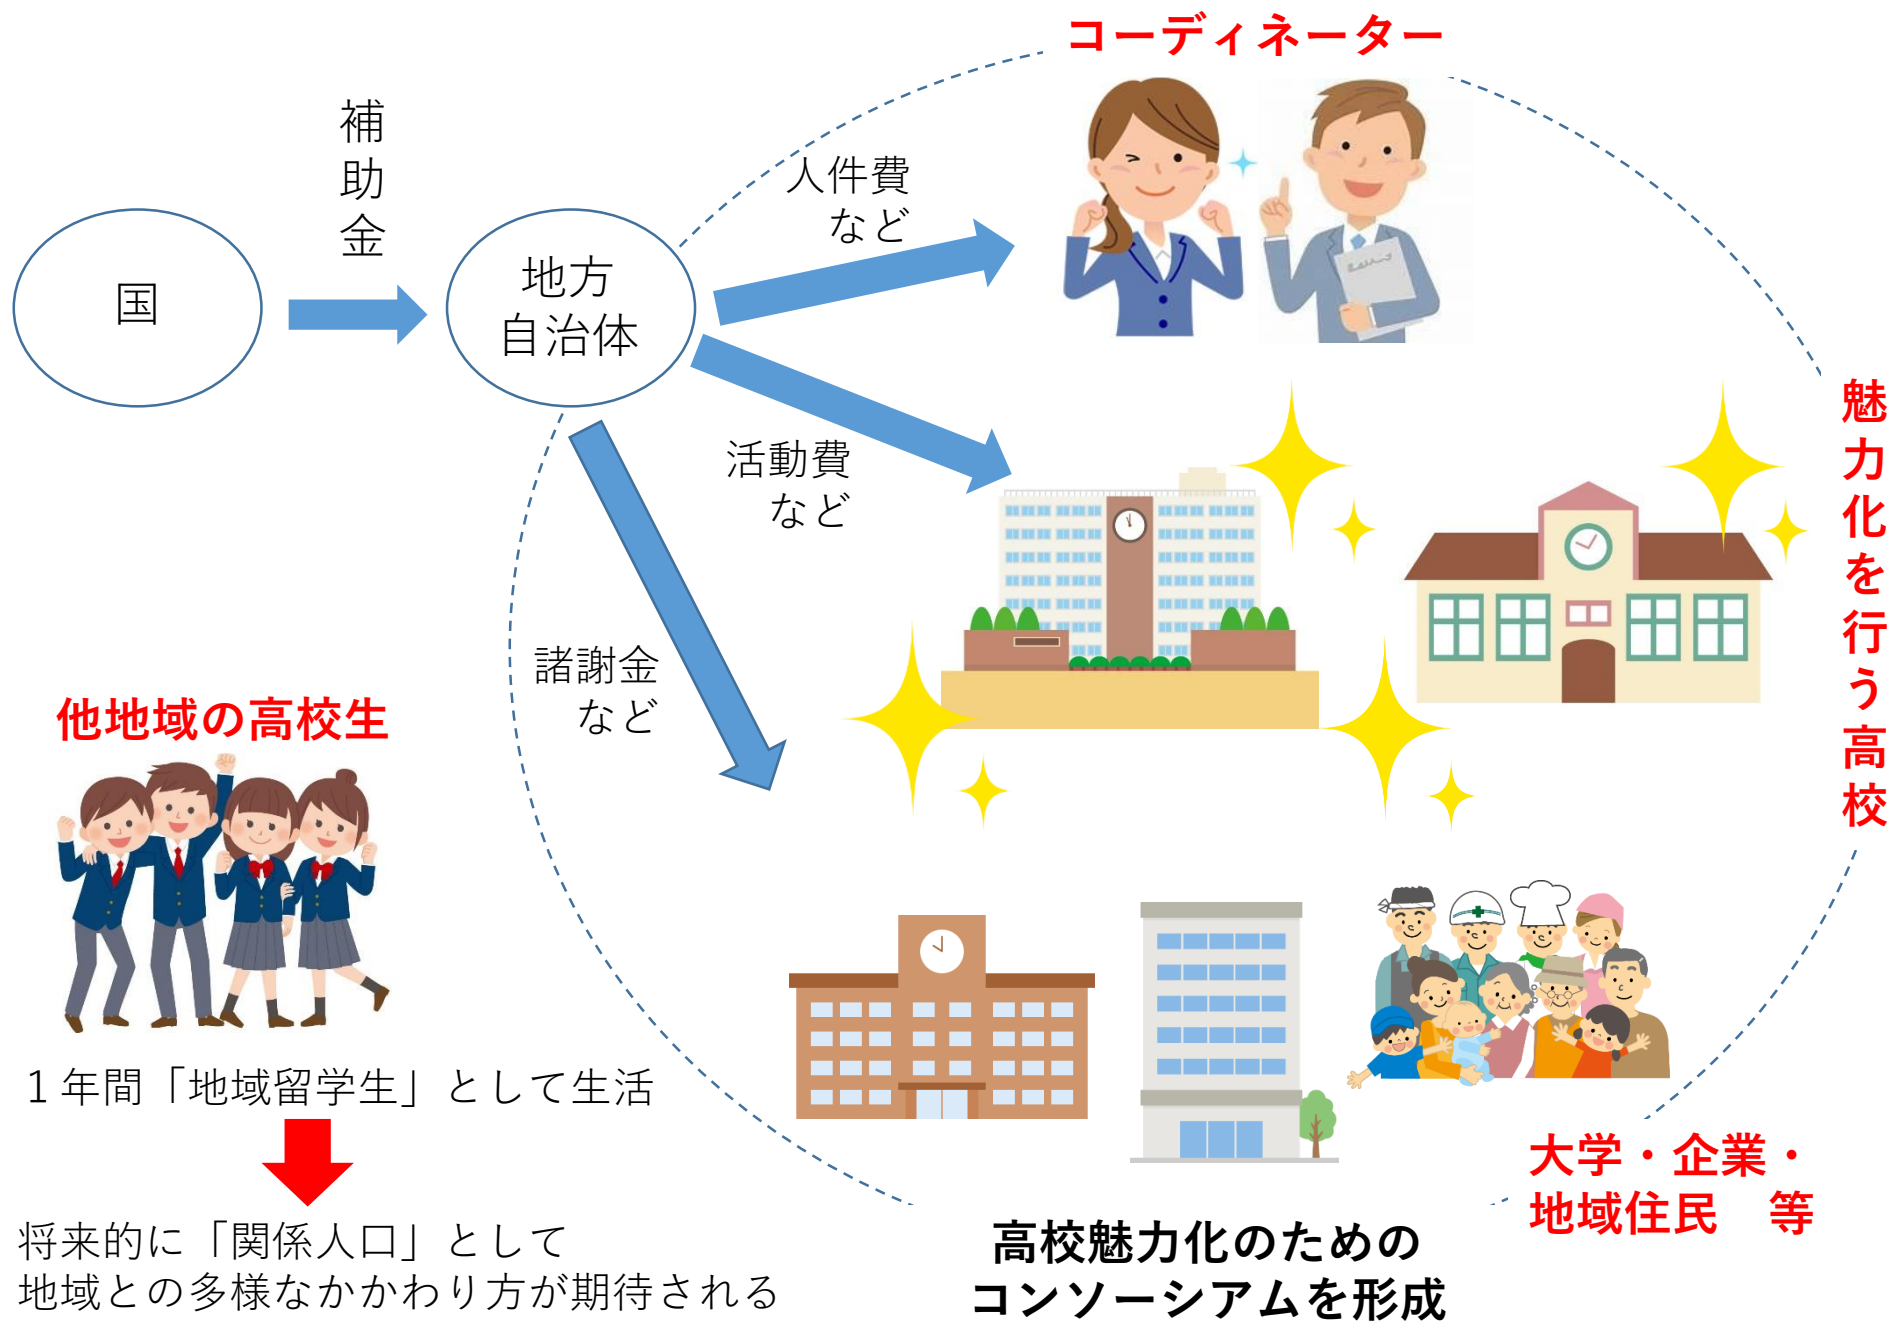 コーディネーター
補助金
国
地方
自治体
人件費
など
活動費
など
諸謝金
など
魅力化を行う高校
他地域の高校生
１年間「地域留学生」として生活
将来的に「関係人口」として
地域との多様なかかわり方が期待される
大学・企業・
地域住民　等
高校魅力化のための
コンソーシアムを形成